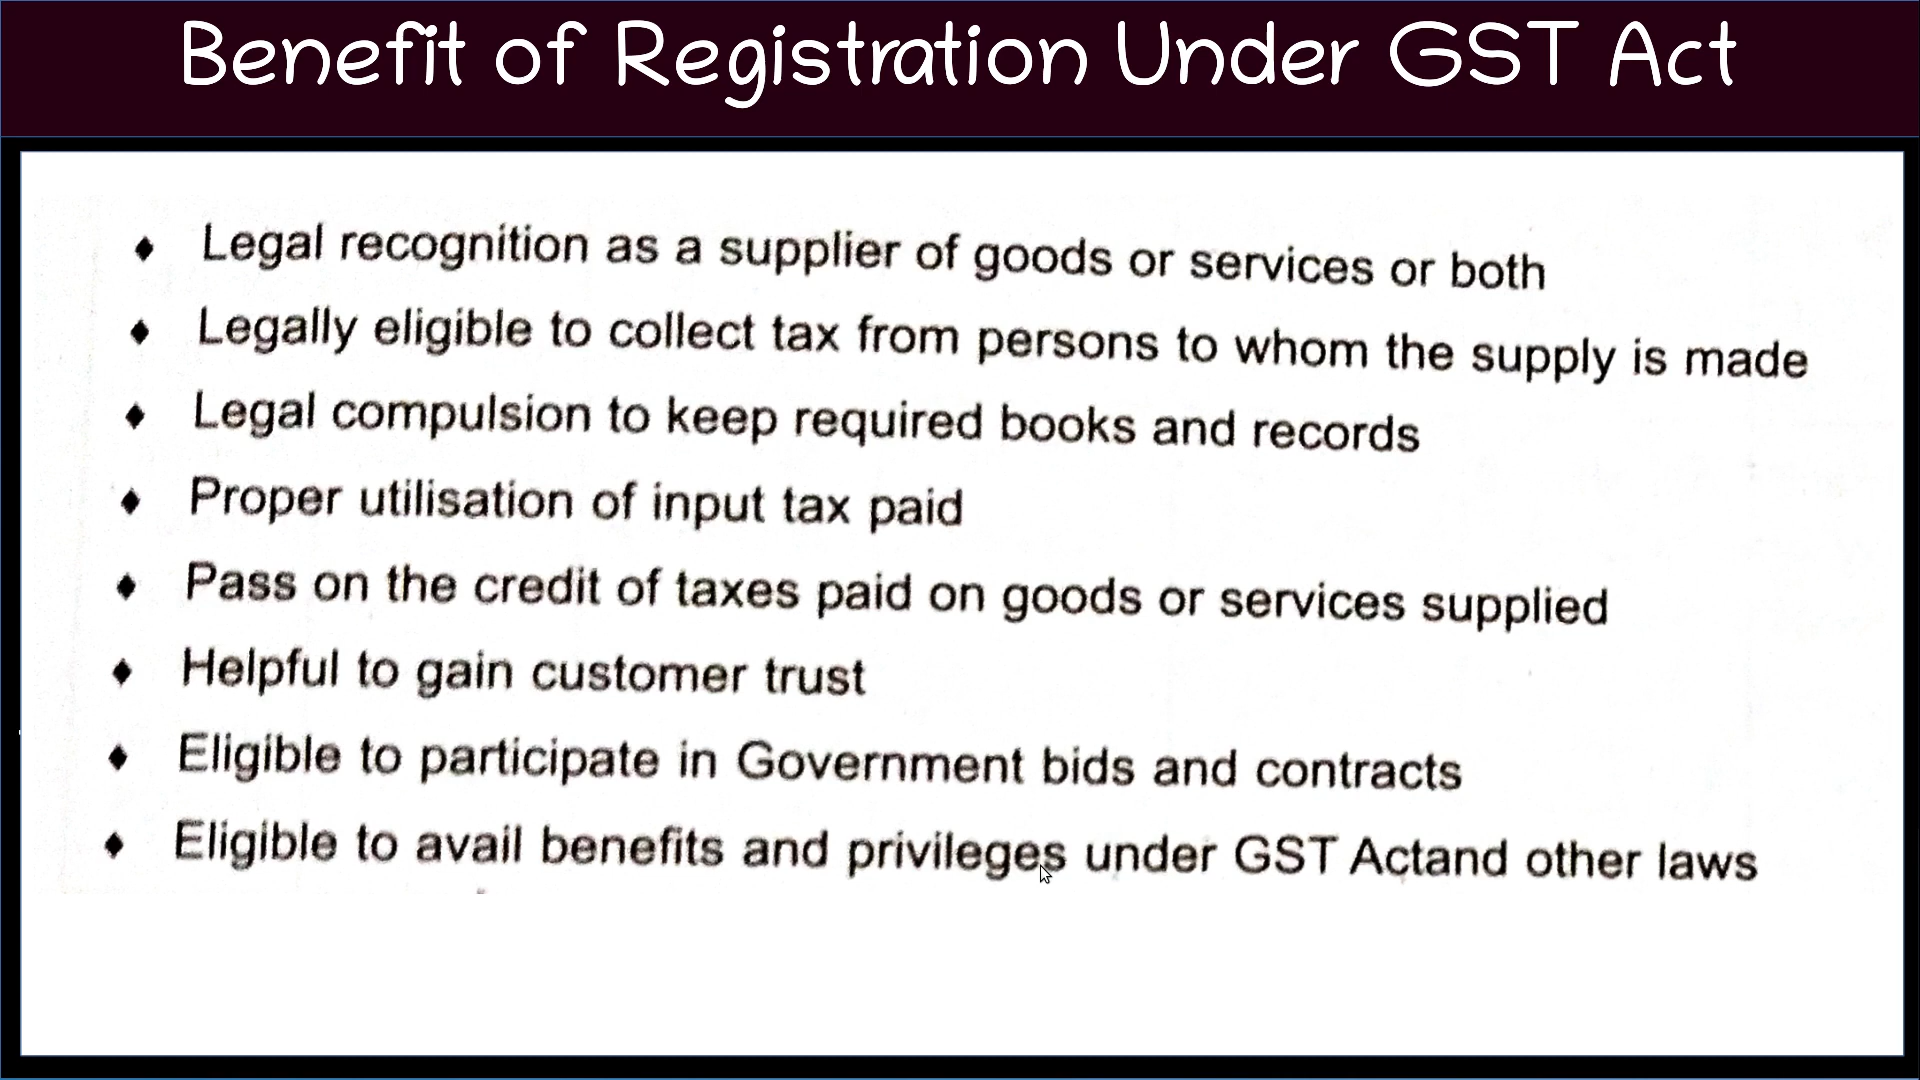 Benefit of Registration Under GST Act
♦ Legal recognition as a supplier of goods or services or both
♦ Legally eligible to collect tax from persons to whom the supply is made
♦ Legal compulsion to keep required books and records
♦ Proper utilisation of input tax paid
♦ Pass on the credit of taxes paid on goods or services supplied
♦ Helpful to gain customer trust
♦ Eligible to participate in Government bids and contracts
♦ Eligible to avail benefits and privileges under GST Actand other laws